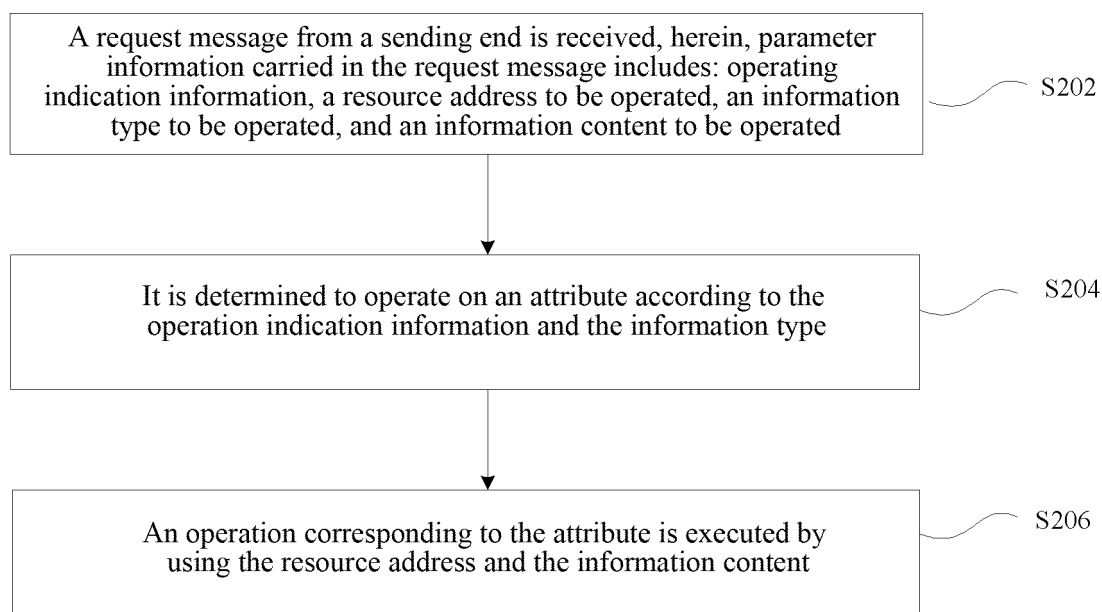 A request message from a sending end is received, herein, parameter
information carried in the request message includes: operating
indication information, a resource address to be operated, an information
type to be operated, and an information content to be operated
S202
It is determined to operate on an attribute according to the
operation indication information and the information type
S204
An operation corresponding to the attribute is executed by
using the resource address and the information content
S206